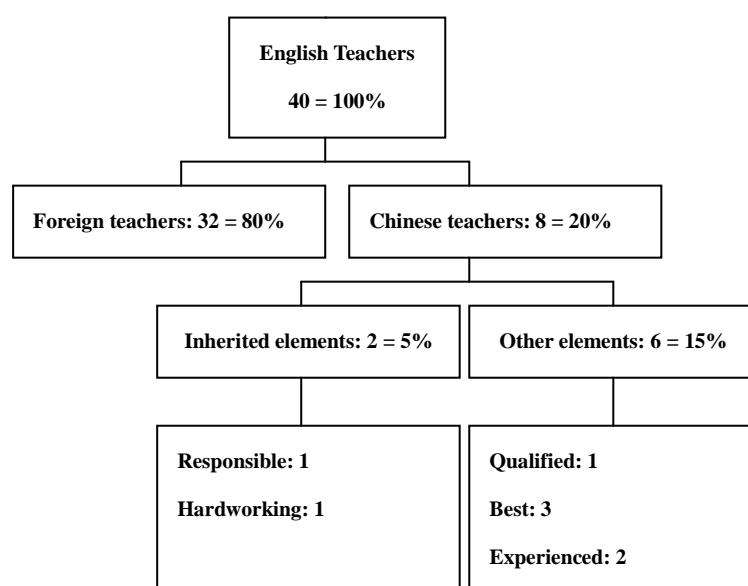 English Teachers
40 = 100%
Foreign teachers: 32 = 80%
Chinese teachers: 8 = 20%
Inherited elements: 2 = 5%
Other elements: 6 = 15%
Responsible: 1
Hardworking: 1
Qualified: 1
Best: 3
Experienced: 2